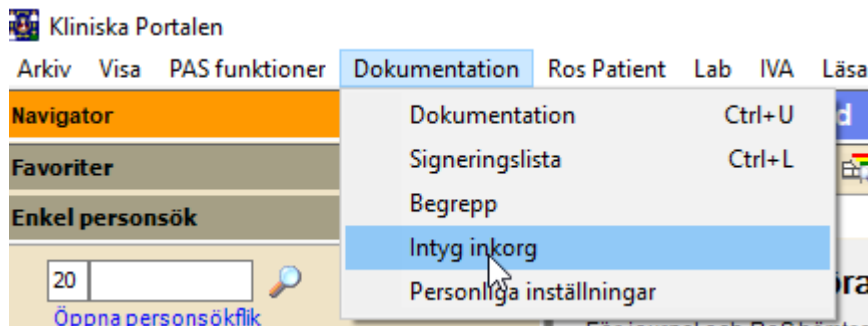 Kliniska Portalen
Arkiv Visa PAS funktioner Dokumentation Ros Patient Lab IVA
Navigator
Favoriter
Enkel personsök
20
Öppna personsökflik
Dokumentation Ctrl+U
Signeringslista Ctrl+L
Begrepp
Intyg inkorg
Personliga inställningar